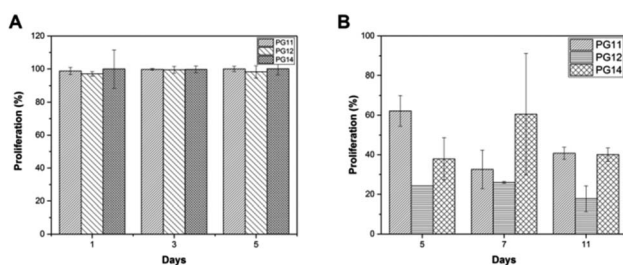 A
120
100
80
60
40
20
0
Proliferation (%)
PG11
PG12
PG14
1 3 5
Days
B
100
80
60
40
20
0
Proliferation (%)
PG11
PG12
PG14
5 7 11
Days